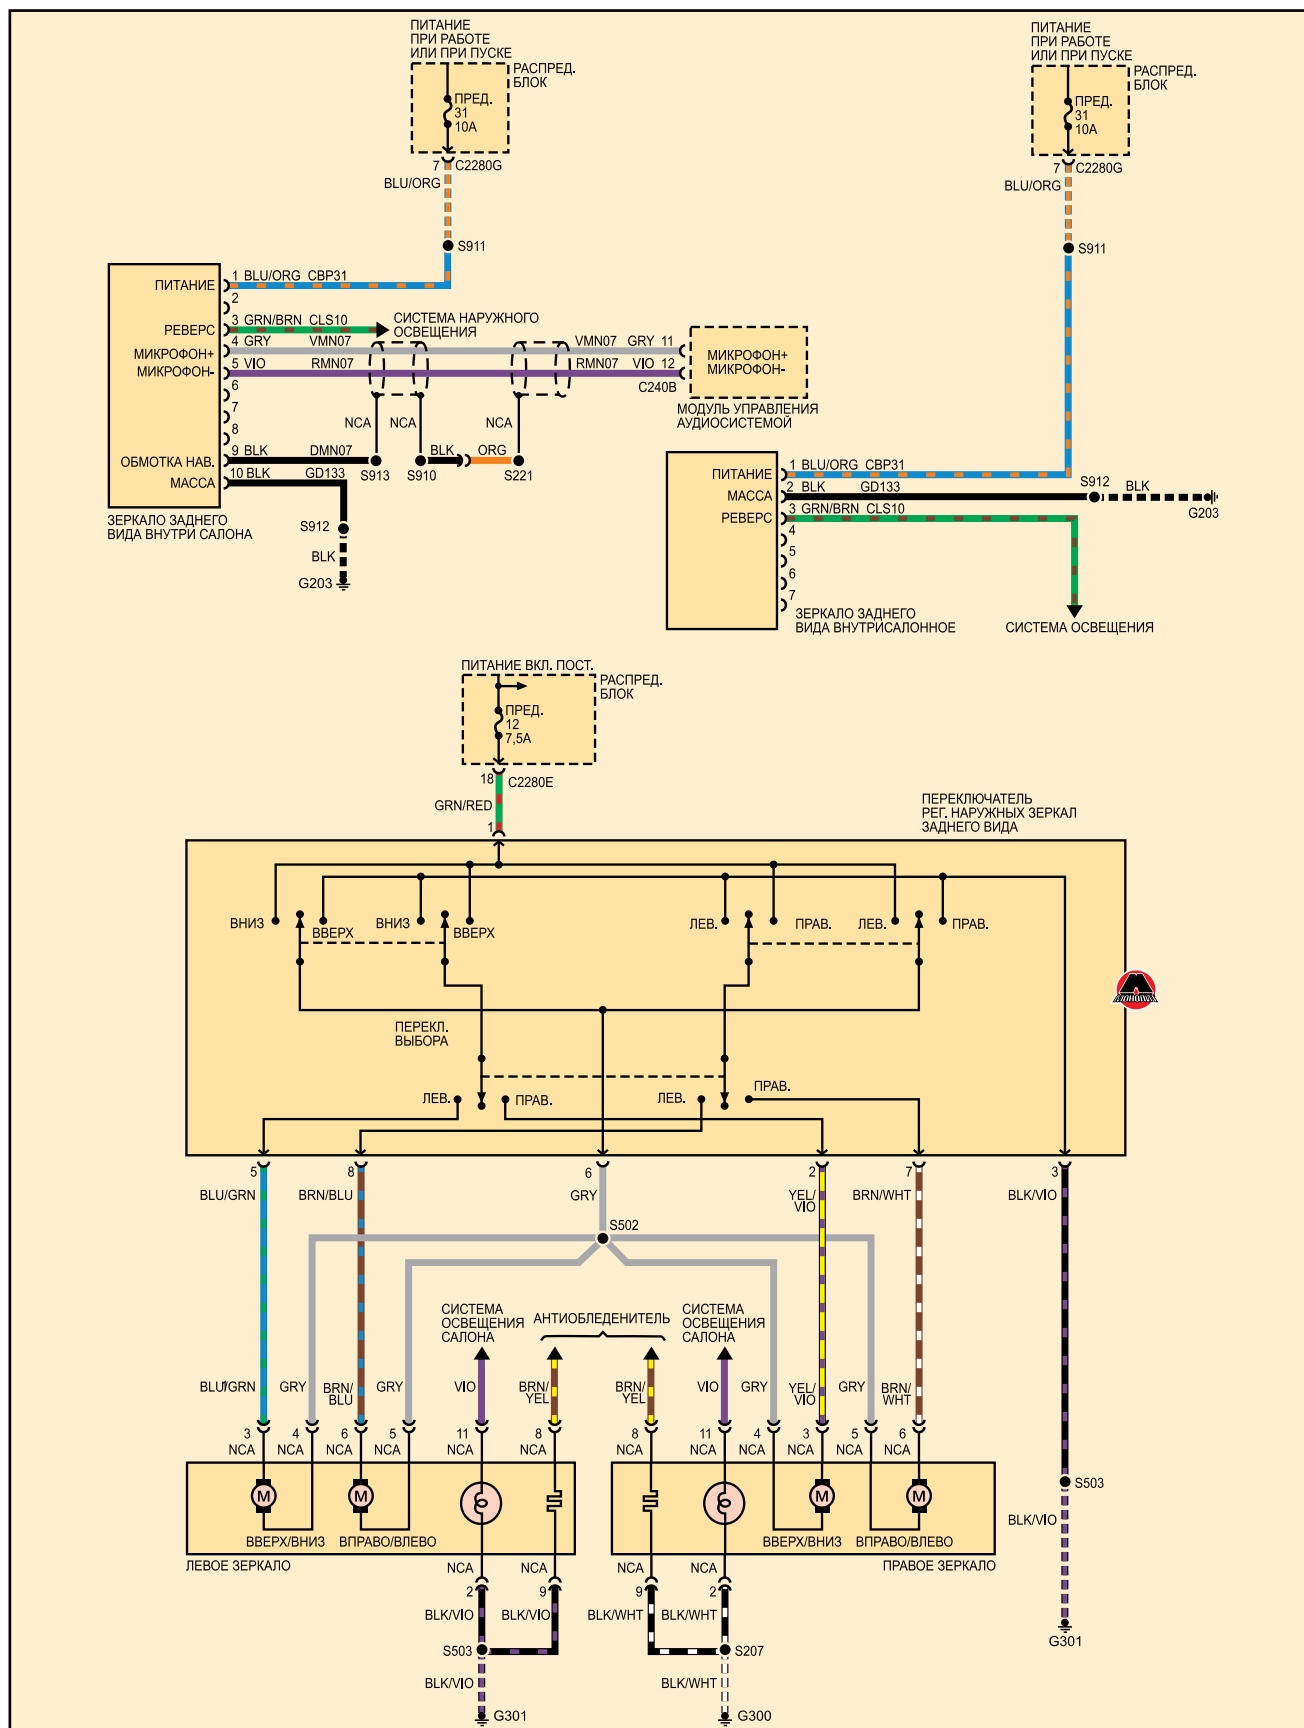 ПИТАНИЕ
ПРИ РАБОТЕ
ИЛИ ПРИ ПУСКЕ
РАСПРЕД.
БЛОК
ПРЕД.
31
10А
7 C2280G
BLU/ORG
S911
ПИТАНИЕ
ПРИ РАБОТЕ
ИЛИ ПРИ ПУСКЕ
РАСПРЕД.
БЛОК
ПРЕД.
31
10А
7 C2280G
BLU/ORG
S911
ПИТАНИЕ 1 BLU/ORG CBP31
2
РЕВЕРС 3 GRN/BRN CLS10
СИСТЕМА НАРУЖНОГО
ОСВЕЩЕНИЯ
МИКРОФОН+ 4 GRY VMN07 VMN07 GRY 11
МИКРОФОН- 5 VIO RMN07 RMN07 VIO 12
C240B
МИКРОФОН+
МИКРОФОН-
МОДУЛЬ УПРАВЛЕНИЯ
АУДИОСИСТЕМОЙ
6
7
8
NCA NCA NCA
ОБМОТКА НАВ. 9 BLK DMN07 BLK ORG
S913 S910 S221
МАССА 10 BLK GD133
ЗЕРКАЛО ЗАДНЕГО
ВИДА ВНУТРИ САЛОНА
S912
BLK
G203
ПИТАНИЕ 1 BLU/ORG CBP31
МАССА 2 BLK GD133 S912 BLK
G203
РЕВЕРС 3 GRN/BRN CLS10
4
5
6
7
ЗЕРКАЛО ЗАДНЕГО
ВИДА ВНУТРИСАЛОННОЕ
СИСТЕМА ОСВЕЩЕНИЯ
ПИТАНИЕ ВКЛ. ПОСТ.
РАСПРЕД.
БЛОК
ПРЕД.
12
7,5А
18 C2280E
GRN/RED
1
ПЕРЕКЛЮЧАТЕЛЬ
РЕГ. НАРУЖНЫХ ЗЕРКАЛ
ЗАДНЕГО ВИДА
ВНИЗ ВВЕРХ ВНИЗ ВВЕРХ ЛЕВ. ПРАВ. ЛЕВ. ПРАВ.
ПЕРЕКЛ.
ВЫБОРА
ЛЕВ. ПРАВ. ЛЕВ. ПРАВ.
5 8 6 2 7 3
BLU/GRN BRN/BLU GRY YEL/
VIO BRN/WHT BLK/VIO
S502
СИСТЕМА
ОСВЕЩЕНИЯ
САЛОНА
АНТИОБЛЕДЕНИТЕЛЬ
СИСТЕМА
ОСВЕЩЕНИЯ
САЛОНА
BLU/GRN GRY BRN/
BLU GRY VIO BRN/
YEL BRN/
YEL VIO GRY YEL/
VIO GRY BRN/
WHT
3 4 6 5 11 8 8 11 4 3 5 6
NCA NCA NCA NCA NCA NCA NCA NCA NCA NCA NCA NCA
M M M M
ВВЕРХ/ВНИЗ ВПРАВО/ВЛЕВО ВВЕРХ/ВНИЗ ВПРАВО/ВЛЕВО
ЛЕВОЕ ЗЕРКАЛО ПРАВОЕ ЗЕРКАЛО
NCA NCA NCA NCA
2 9 9 2
BLK/VIO BLK/VIO BLK/WHT BLK/WHT
S503 S207
BLK/VIO BLK/WHT
G301 G300
S503
BLK/VIO
G301